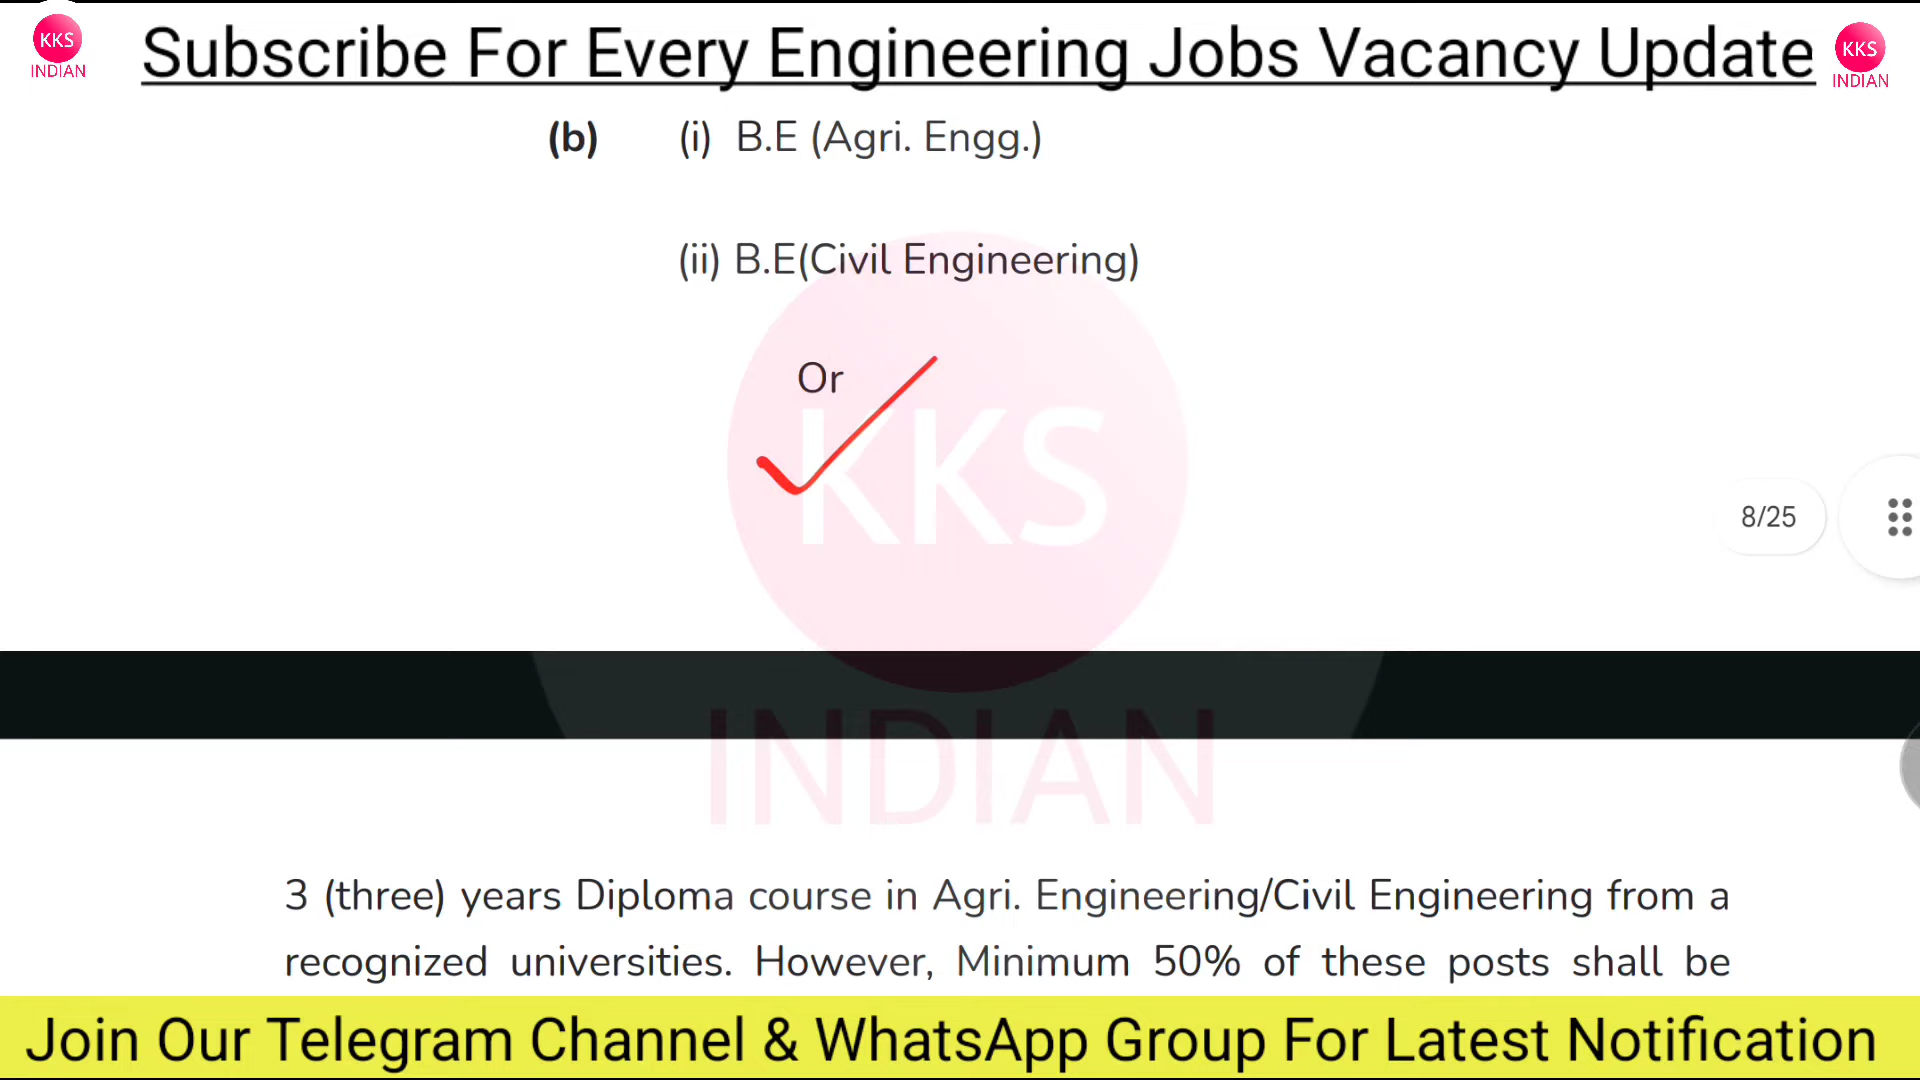 KKS
INDIAN
Subscribe For Every Engineering Jobs Vacancy Update
KKS
INDIAN
(b) (i) B.E (Agri. Engg.)
(ii) B.E(Civil Engineering)
Or
KKS
8/25
INDIAN
3 (three) years Diploma course in Agri. Engineering/Civil Engineering from a
recognized universities. However, Minimum 50% of these posts shall be
Join Our Telegram Channel & WhatsApp Group For Latest Notification